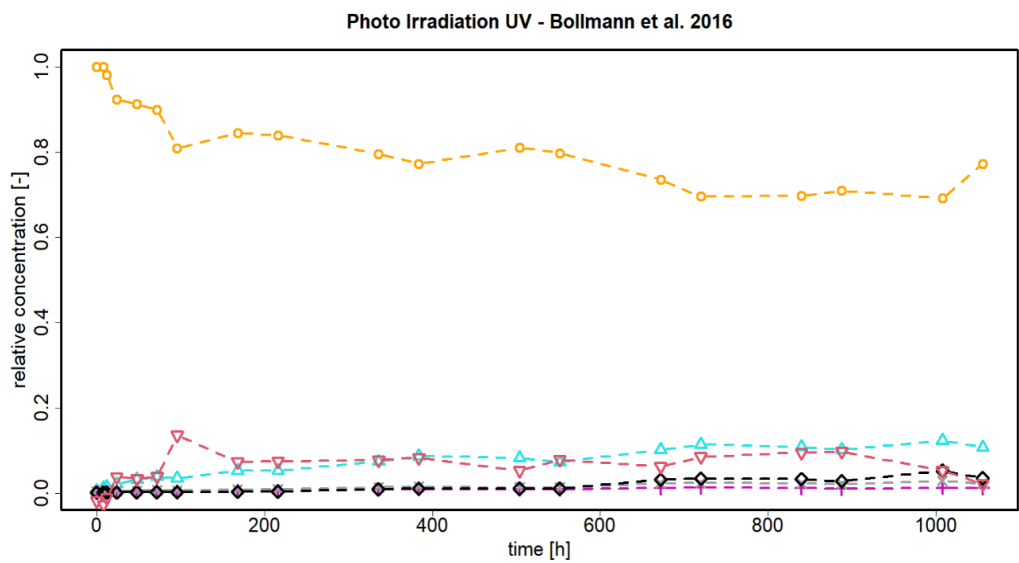 Photo Irradiation UV - Bollmann et al. 2016
relative concentration [-]
1.0
0.8
0.6
0.4
0.2
0.0
0 200 400 600 800 1000
time [h]